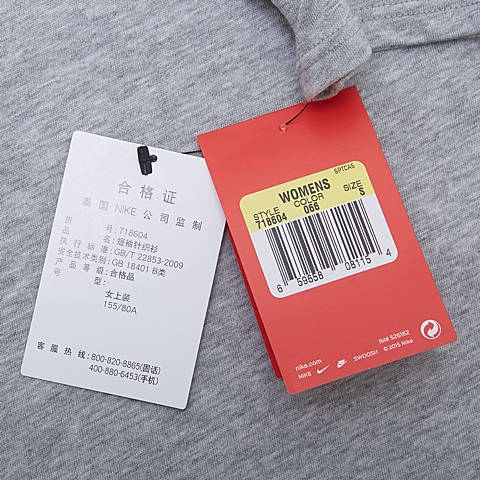 合格证
美国 NIKE 公司监制
货号:718604
品名:短袖针织衫
执行标准:GB/T 22853-2009
安全技术类别:GB 18401 B类
产品等级:合格品
型:
女上装
155/80A
客服热线:800-820-8865(固话)
400-880-6453(手机)
6PTCAS
WOMENS
STYLE COLOR SIZE
718604 066 S
6 59658 08115 4
IM# 526162
nike.com
NIKE SWOOSH © 2015 Nike